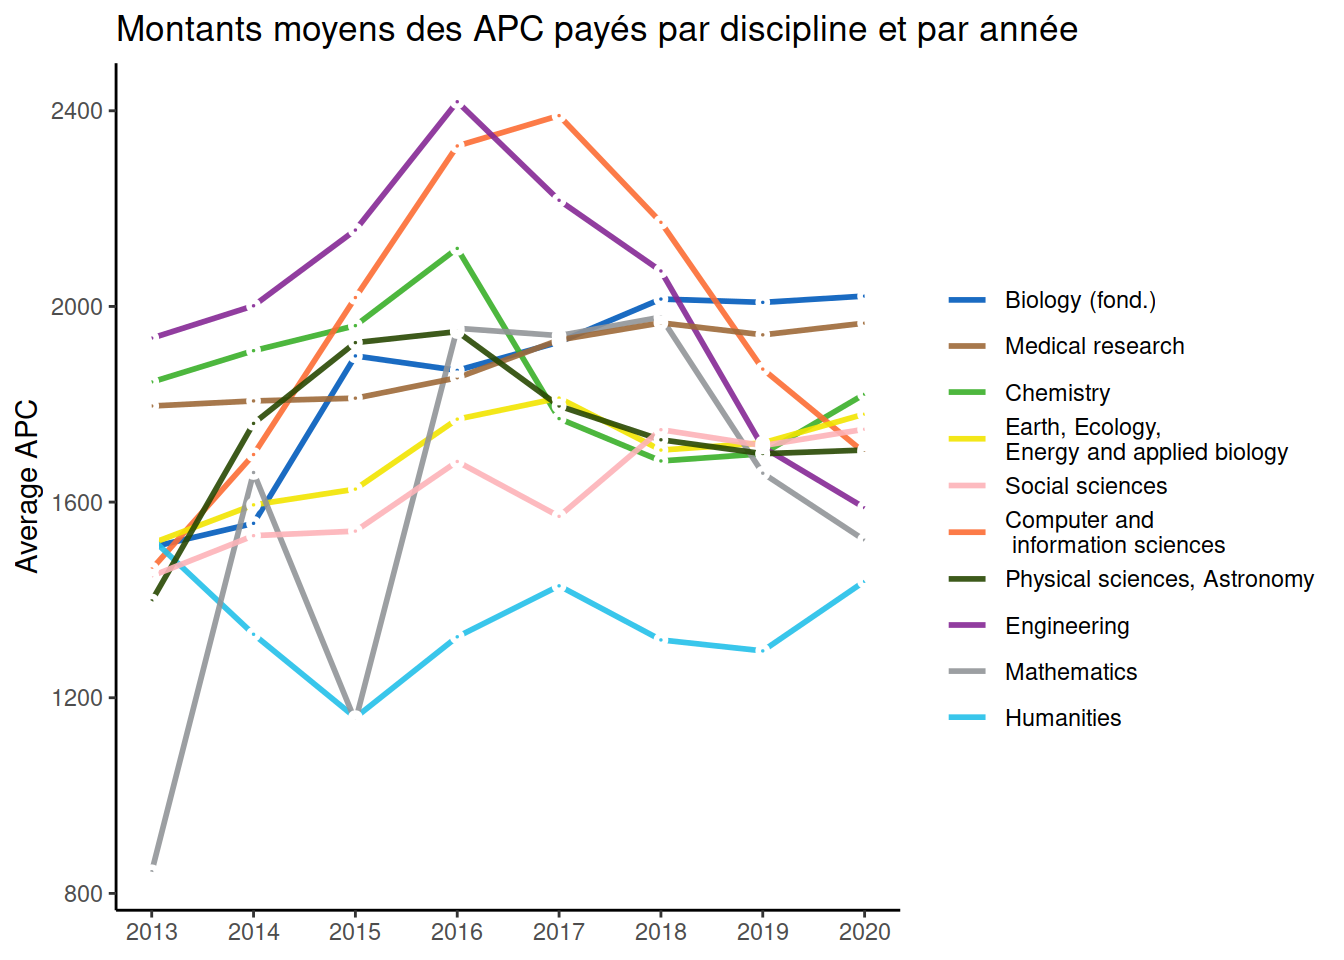 Montants moyens des APC payés par discipline et par année
Average APC
2400
2000
1600
1200
800
2013 2014 2015 2016 2017 2018 2019 2020
Biology (fond.)
Medical research
Chemistry
Earth, Ecology,
Energy and applied biology
Social sciences
Computer and
information sciences
Physical sciences, Astronomy
Engineering
Mathematics
Humanities